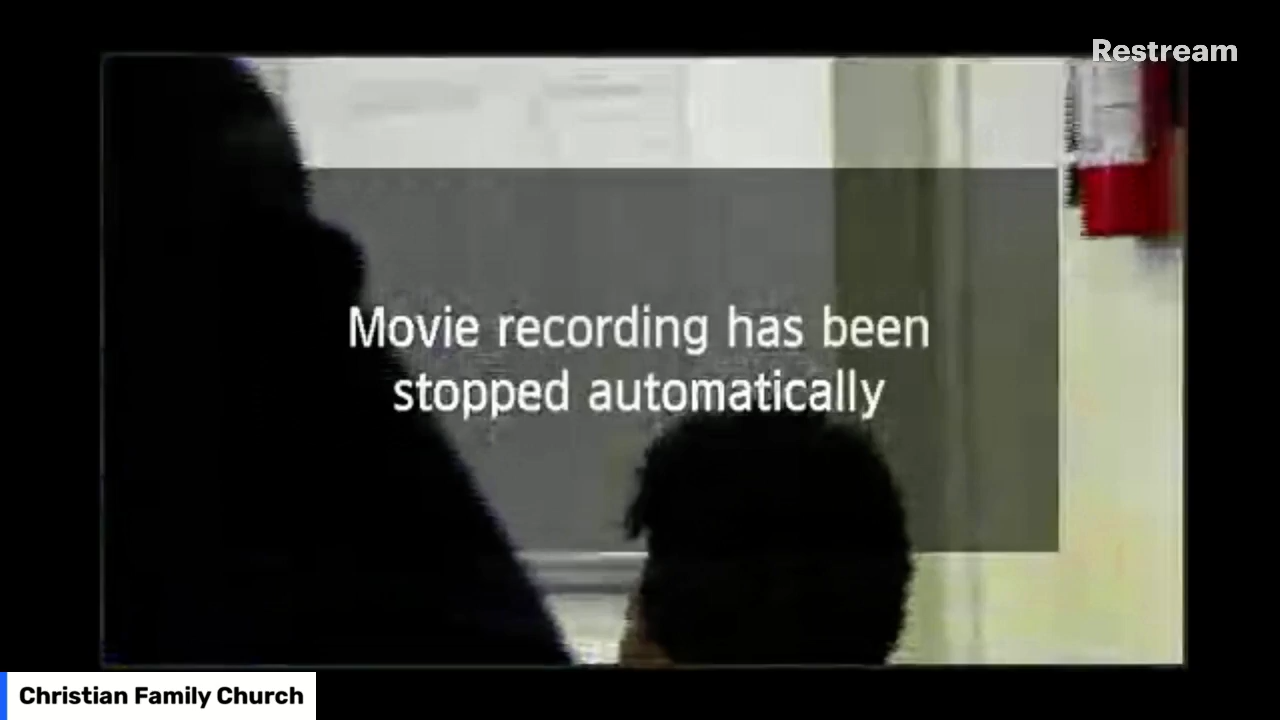 Restream
Movie recording has been
stopped automatically
Christian Family Church